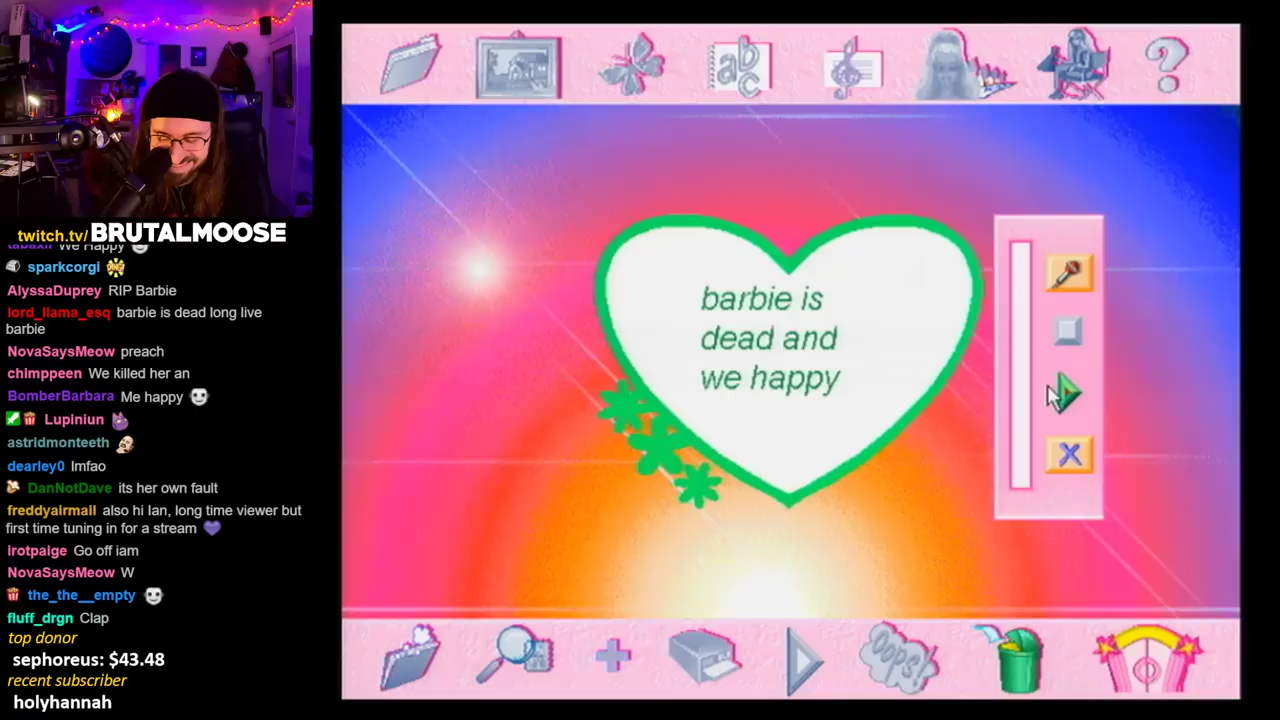 twitch.tv/BRUTALMOOSE
tabaxii We Happy
sparkcorgi
AlyssaDuprey RIP Barbie
lord_llama_esq barbie is dead long live
barbie
NovaSaysMeow preach
chimppeen We killed her an
BomberBarbara Me happy
Lupiniun
astridmonteeth
dearley0 lmfao
DanNotDave its her own fault
freddyairmail also hi Ian, long time viewer but
first time tuning in for a stream
irotpaige Go off iam
NovaSaysMeow W
the_the__empty
fluff_drgn Clap
top donor
sephoreus: $43.48
recent subscriber
holyhannah
abc
barbie is
dead and
we happy
Oops!